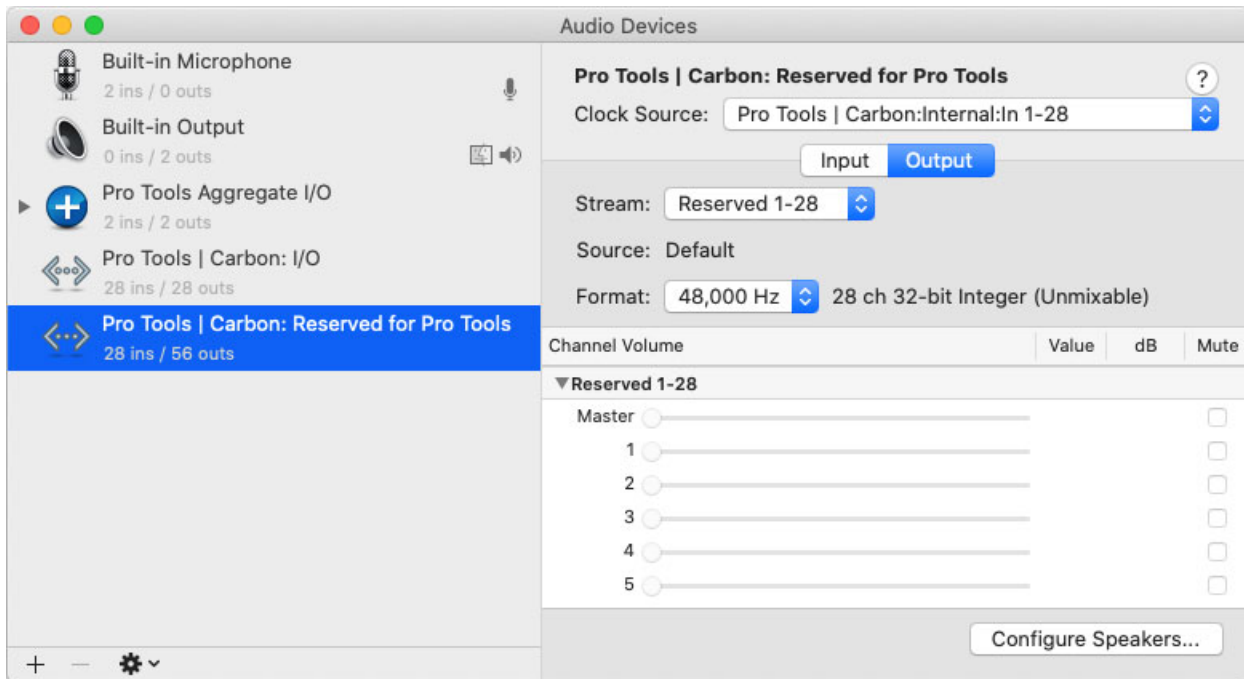 Audio Devices
Built-in Microphone
2 ins / 0 outs
Built-in Output
0 ins / 2 outs
Pro Tools Aggregate I/O
2 ins / 2 outs
Pro Tools | Carbon: I/O
28 ins / 28 outs
Pro Tools | Carbon: Reserved for Pro Tools
28 ins / 56 outs
Pro Tools | Carbon: Reserved for Pro Tools
?
Clock Source: Pro Tools | Carbon:Internal:In 1-28
Input Output
Stream: Reserved 1-28
Source: Default
Format: 48,000 Hz 28 ch 32-bit Integer (Unmixable)
Channel Volume Value dB Mute
Reserved 1-28
Master
1
2
3
4
5
Configure Speakers...